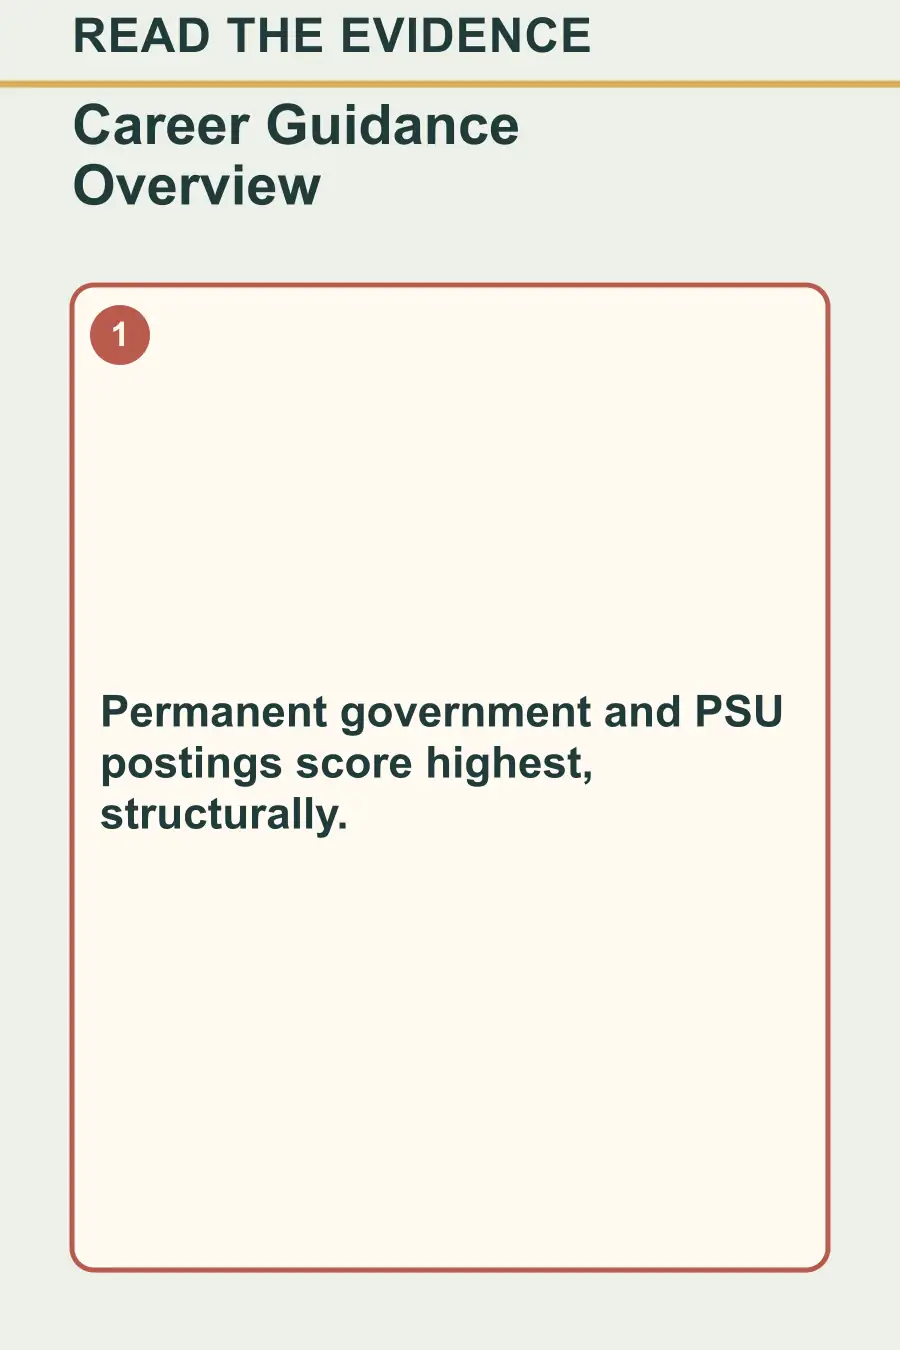 READ THE EVIDENCE
Career Guidance
Overview
1
Permanent government and PSU
postings score highest,
structurally.